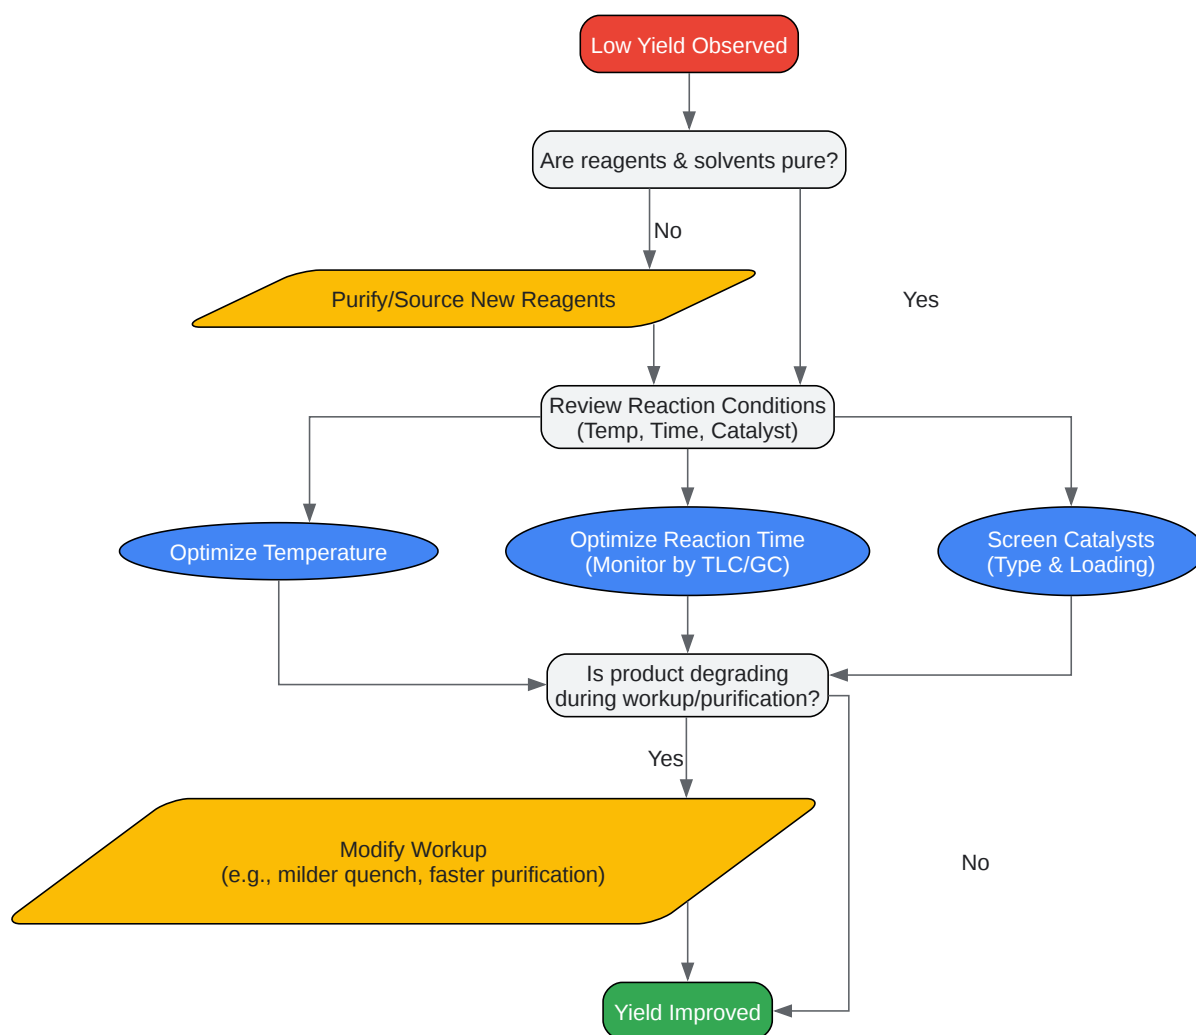 Low Yield Observed
Are reagents & solvents pure?
No
Purify/Source New Reagents
Yes
Review Reaction Conditions
(Temp, Time, Catalyst)
Optimize Temperature
Optimize Reaction Time
(Monitor by TLC/GC)
Screen Catalysts
(Type & Loading)
Is product degrading
during workup/purification?
Yes
Modify Workup
(e.g., milder quench, faster purification)
No
Yield Improved